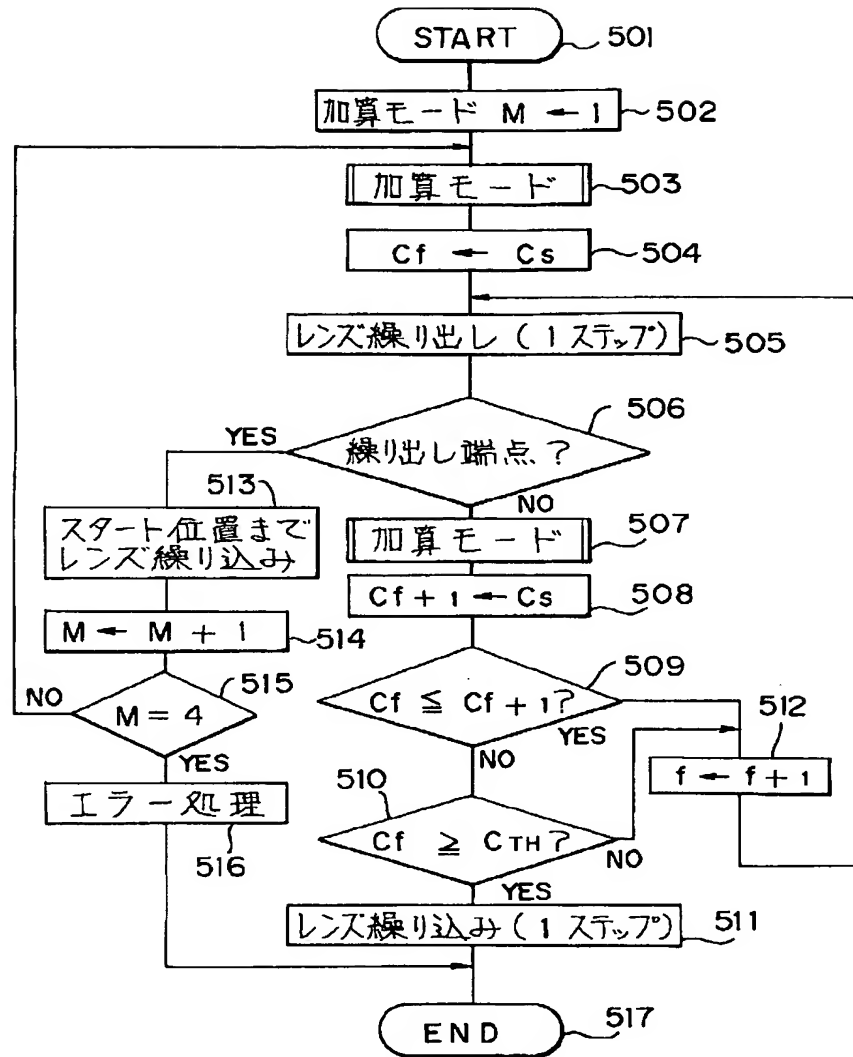 START
501
加算モード M ← 1
502
加算モード
503
Cf ← Cs
504
レンズ繰り出し(1ステップ)
505
506
繰り出し端点?
YES
NO
513
スタート位置まで
レンズ繰り込み
加算モード
507
Cf+1 ← Cs
508
M ← M + 1
514
509
515
NO
M = 4
YES
Cf ≦ Cf+1?
YES
NO
512
f ← f+1
エラー処理
516
510
Cf ≧ CTH?
NO
YES
レンズ繰り込み(1ステップ)
511
END
517